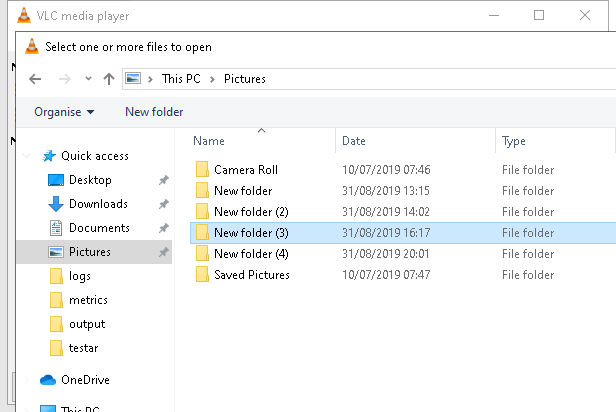 VLC media player
Select one or more files to open
This PC > Pictures
Organise New folder
Name Date Type
Quick access
Desktop
Downloads
Documents
Pictures
logs
metrics
output
testar
OneDrive
This PC
Camera Roll 10/07/2019 07:46 File folder
New folder 31/08/2019 13:15 File folder
New folder (2) 31/08/2019 14:02 File folder
New folder (3) 31/08/2019 16:17 File folder
New folder (4) 31/08/2019 20:01 File folder
Saved Pictures 10/07/2019 07:47 File folder